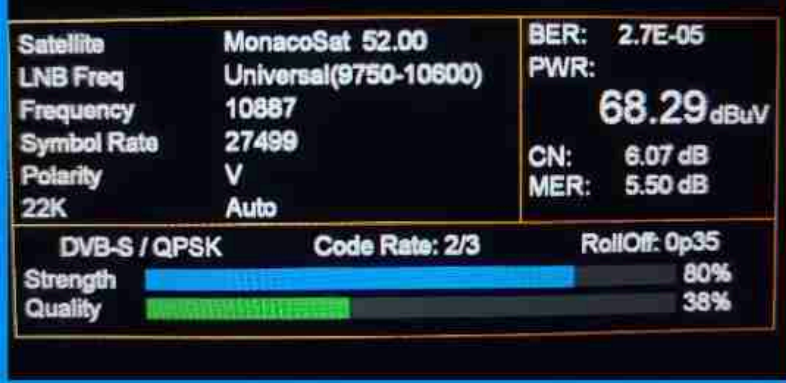 Satellite MonacoSat 52.00
LNB Freq Universal(9750-10600)
Frequency 10887
Symbol Rate 27499
Polarity V
22K Auto
BER: 2.7E-05
PWR:
68.29 dBuV
CN: 6.07 dB
MER: 5.50 dB
DVB-S / QPSK Code Rate: 2/3 RollOff: 0p35
Strength 80%
Quality 38%